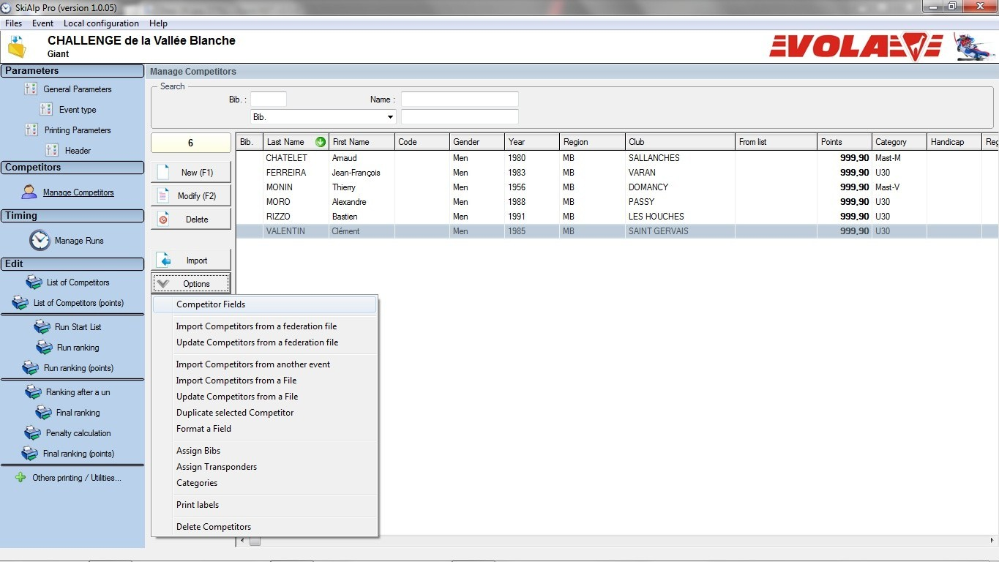 SkiAlp Pro (version 1.0.05)
Files Event Local configuration Help
CHALLENGE de la Vallée Blanche
Giant
VOLA
Parameters
General Parameters
Event type
Printing Parameters
Header
Competitors
Manage Competitors
Timing
Manage Runs
Edit
List of Competitors
List of Competitors (points)
Run Start List
Run ranking
Run ranking (points)
Ranking after a un
Final ranking
Penalty calculation
Final ranking (points)
Others printing / Utilities...
Manage Competitors
Search
Bib. : Name :
Bib.
6
New (F1)
Modify (F2)
Delete
Import
Options
Bib. Last Name First Name Code Gender Year Region Club From list Points Category Handicap Reg
CHATELET Arnaud Men 1980 MB SALLANCHES 999,90 Mast-M
FERREIRA Jean-François Men 1983 MB VARAN 999,90 U30
MONIN Thierry Men 1956 MB DOMANCY 999,90 Mast-V
MORO Alexandre Men 1988 MB PASSY 999,90 U30
RIZZO Bastien Men 1991 MB LES HOUCHES 999,90 U30
VALENTIN Clément Men 1985 MB SAINT GERVAIS 999,90 U30
Competitor Fields
Import Competitors from a federation file
Update Competitors from a federation file
Import Competitors from another event
Import Competitors from a File
Update Competitors from a File
Duplicate selected Competitor
Format a Field
Assign Bibs
Assign Transponders
Categories
Print labels
Delete Competitors